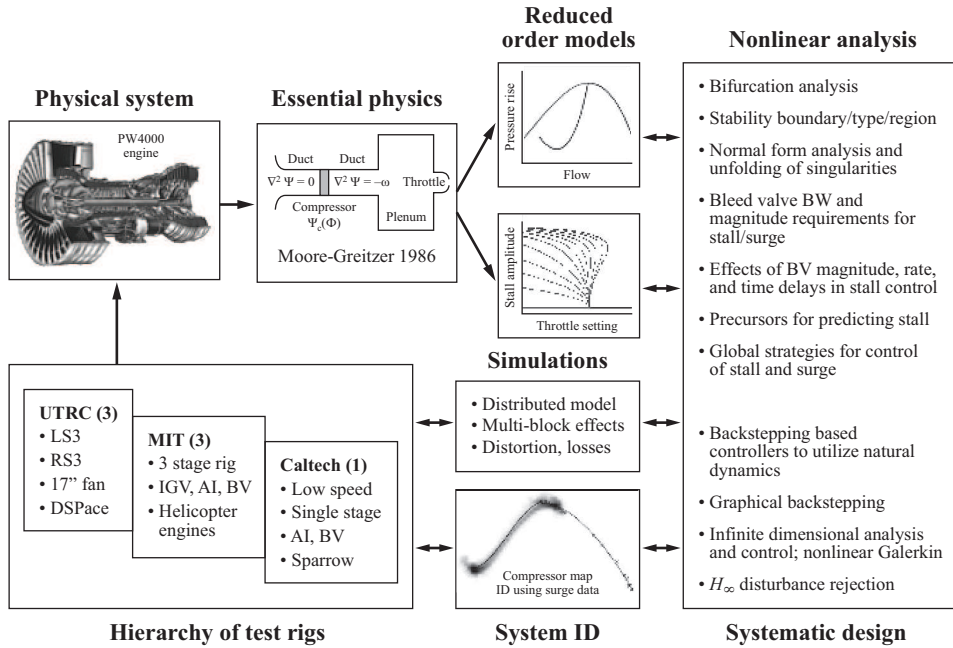 Physical system
PW4000
engine
Essential physics
Duct Duct
∇² Ψ = 0 ∇² Ψ = −ω
Throttle
Compressor
Ψc(Φ)
Plenum
Moore-Greitzer 1986
Reduced
order models
Pressure rise
Flow
Stall amplitude
Throttle setting
Nonlinear analysis
• Bifurcation analysis
• Stability boundary/type/region
• Normal form analysis and
unfolding of singularities
• Bleed valve BW and
magnitude requirements for
stall/surge
• Effects of BV magnitude, rate,
and time delays in stall control
• Precursors for predicting stall
• Global strategies for control
of stall and surge
• Backstepping based
controllers to utilize natural
dynamics
• Graphical backstepping
• Infinite dimensional analysis
and control; nonlinear Galerkin
• H∞ disturbance rejection
Systematic design
Simulations
• Distributed model
• Multi-block effects
• Distortion, losses
Compressor map
ID using surge data
System ID
UTRC (3)
• LS3
• RS3
• 17” fan
• DSPace
MIT (3)
• 3 stage rig
• IGV, AI, BV
• Helicopter
engines
Caltech (1)
• Low speed
• Single stage
• AI, BV
• Sparrow
Hierarchy of test rigs